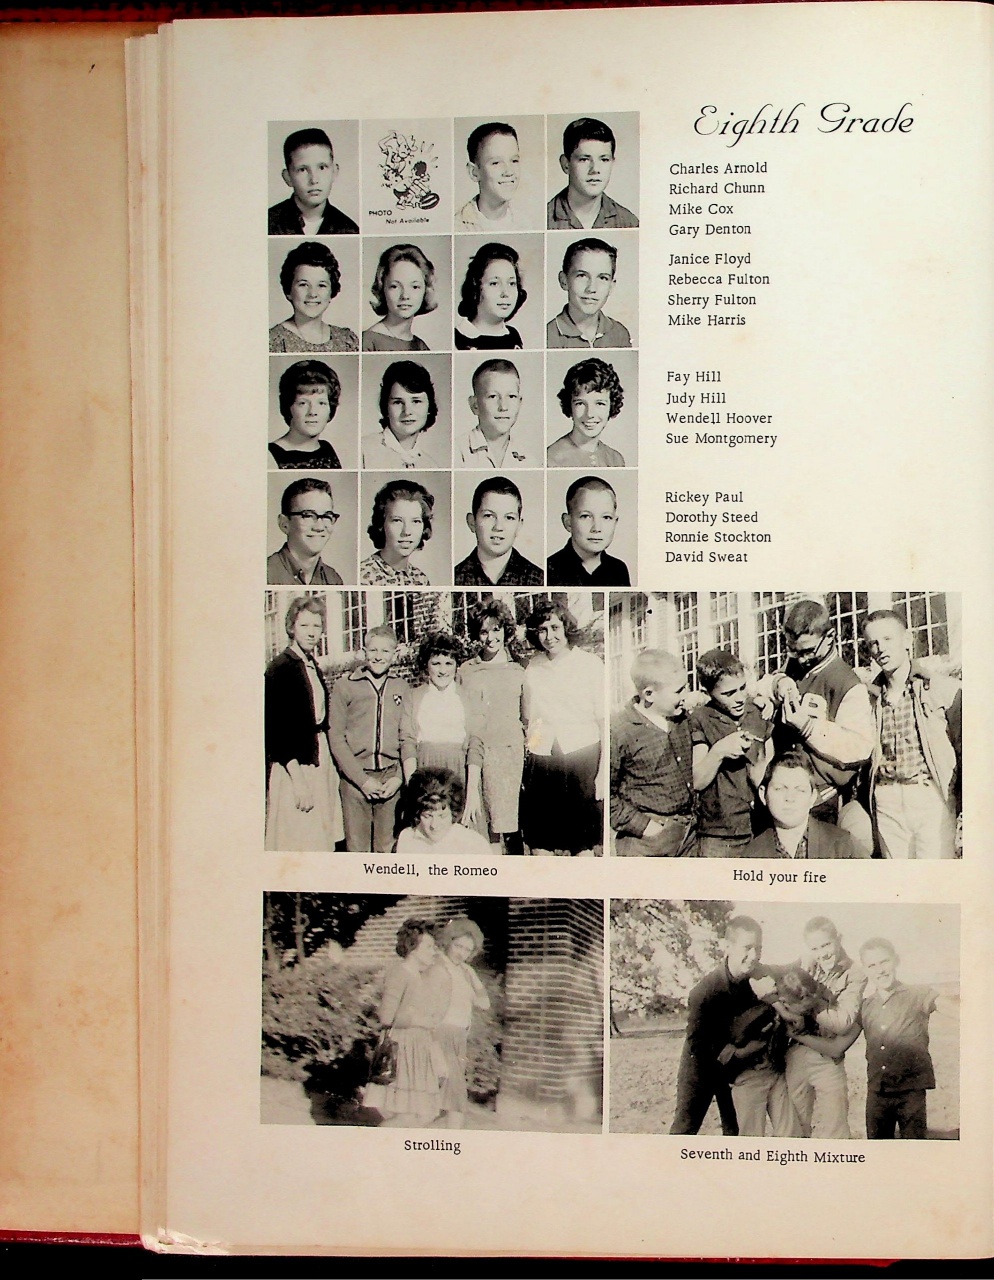 Eighth Grade
PHOTO
Not Available
Charles Arnold
Richard Chunn
Mike Cox
Gary Denton
Janice Floyd
Rebecca Fulton
Sherry Fulton
Mike Harris
Fay Hill
Judy Hill
Wendell Hoover
Sue Montgomery
Rickey Paul
Dorothy Steed
Ronnie Stockton
David Sweat
B
Wendell, the Romeo
Hold your fire
Strolling
Seventh and Eighth Mixture